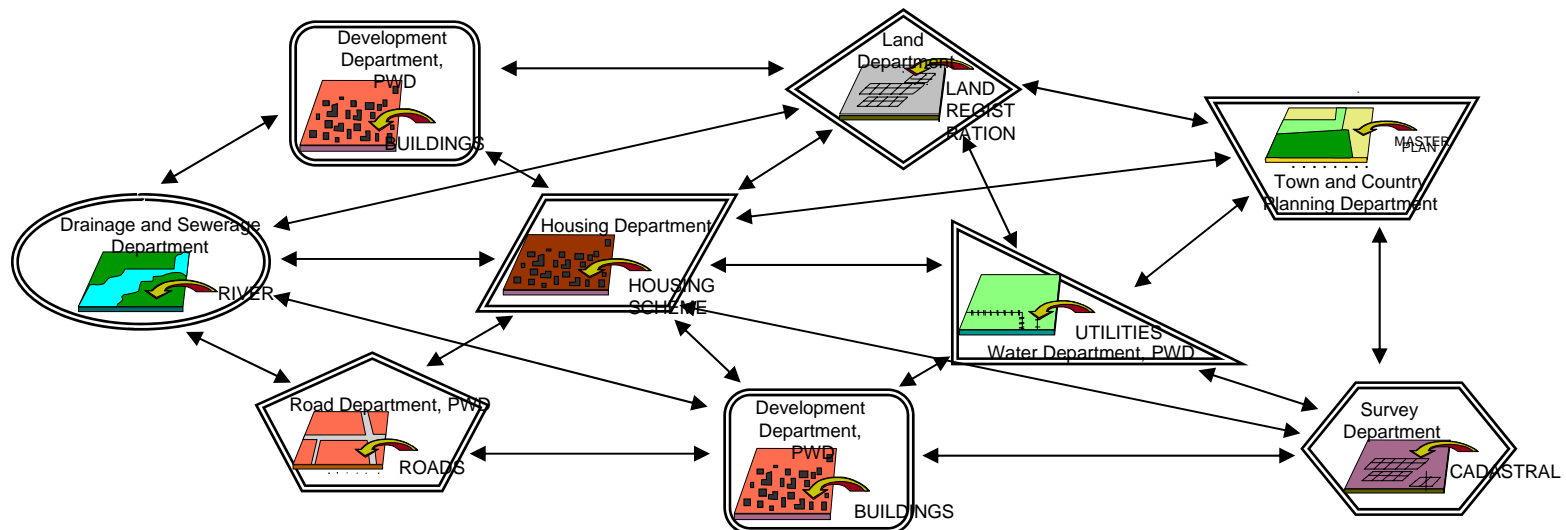 Development
Department,
PWD
BUILDINGS
Land
Department
LAND
REGIST
RATION
MASTER
PLAN
Town and Country
Planning Department
Drainage and Sewerage
Department
RIVER
Housing Department
HOUSING
SCHEME
UTILITIES
Water Department, PWD
Road Department, PWD
ROADS
Development
Department,
PWD
BUILDINGS
Survey
Department
CADASTRAL